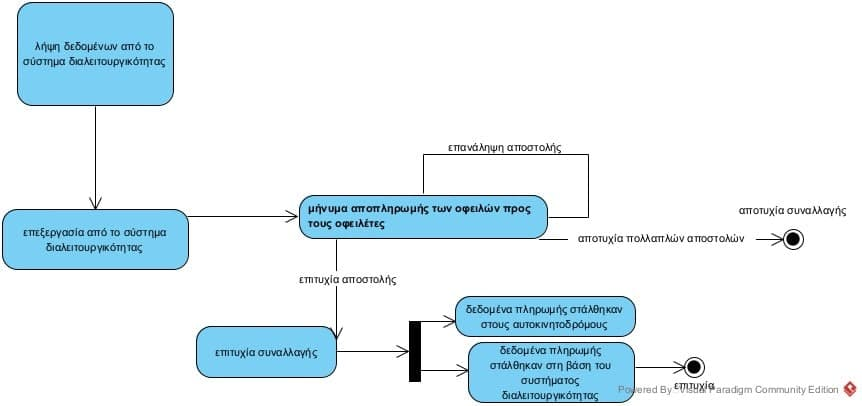 λήψη δεδομένων από το
σύστημα διαλειτουργικότητας
επανάληψη αποστολής
μήνυμα αποπληρωμής των οφειλών προς
τους οφειλέτες
αποτυχία συναλλαγής
επεξεργασία από το σύστημα
διαλειτουργικότητας
αποτυχία πολλαπλών αποστολών
επιτυχία αποστολής
δεδομένα πληρωμής στάλθηκαν
στους αυτοκινητοδρόμους
επιτυχία συναλλαγής
δεδομένα πληρωμής
στάλθηκαν στη βάση του
συστήματος
διαλειτουργικότητας
επιτυχία
Powered By Visual Paradigm Community Edition